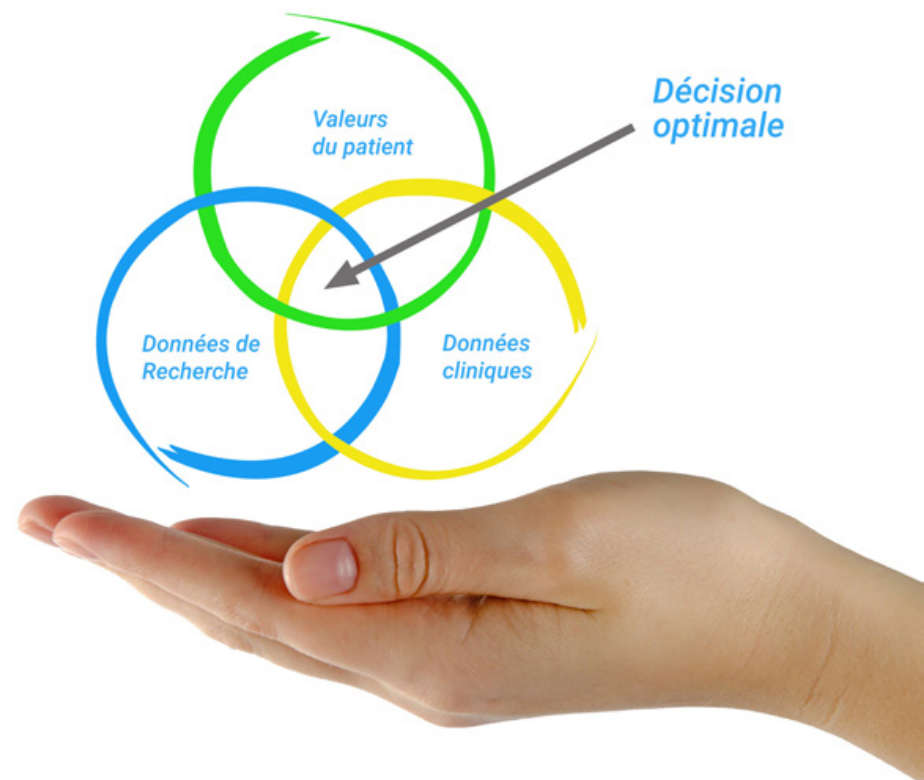 Valeurs
du patient
Décision
optimale
Données de
Recherche
Données
cliniques